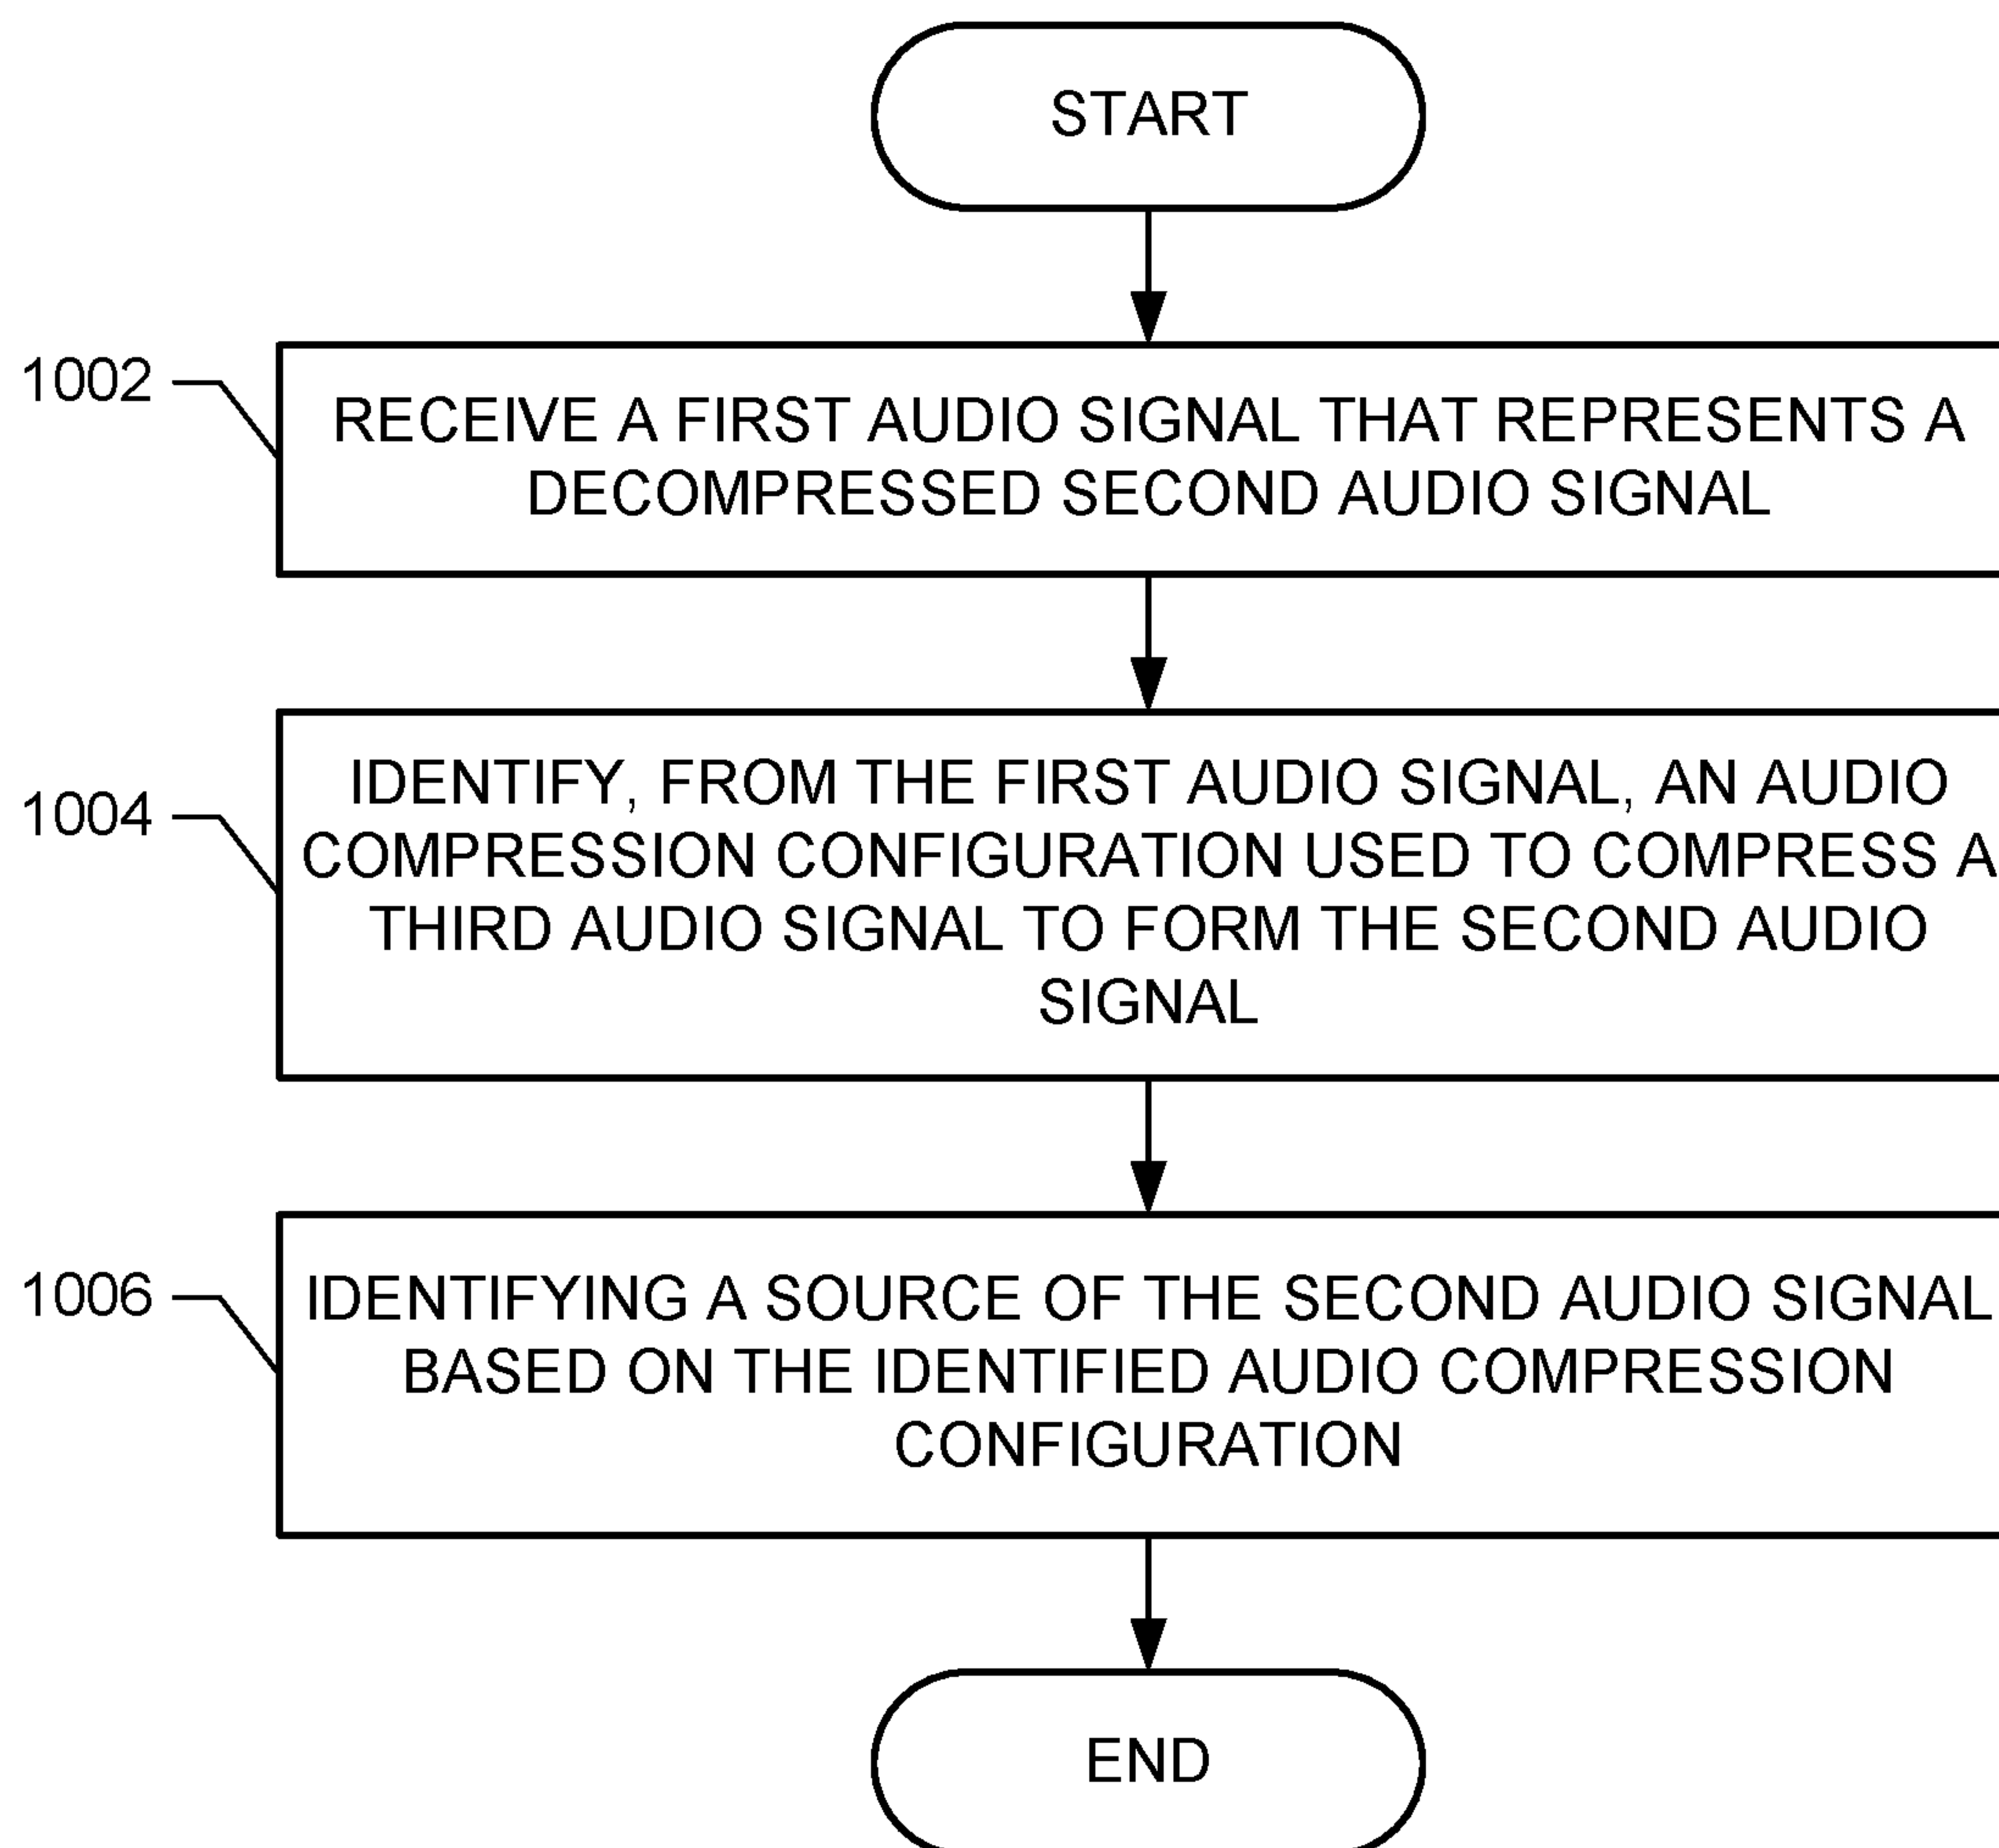 START
1002
RECEIVE A FIRST AUDIO SIGNAL THAT REPRESENTS A
DECOMPRESSED SECOND AUDIO SIGNAL
1004
IDENTIFY, FROM THE FIRST AUDIO SIGNAL, AN AUDIO
COMPRESSION CONFIGURATION USED TO COMPRESS A
THIRD AUDIO SIGNAL TO FORM THE SECOND AUDIO
SIGNAL
1006
IDENTIFYING A SOURCE OF THE SECOND AUDIO SIGNAL
BASED ON THE IDENTIFIED AUDIO COMPRESSION
CONFIGURATION
END